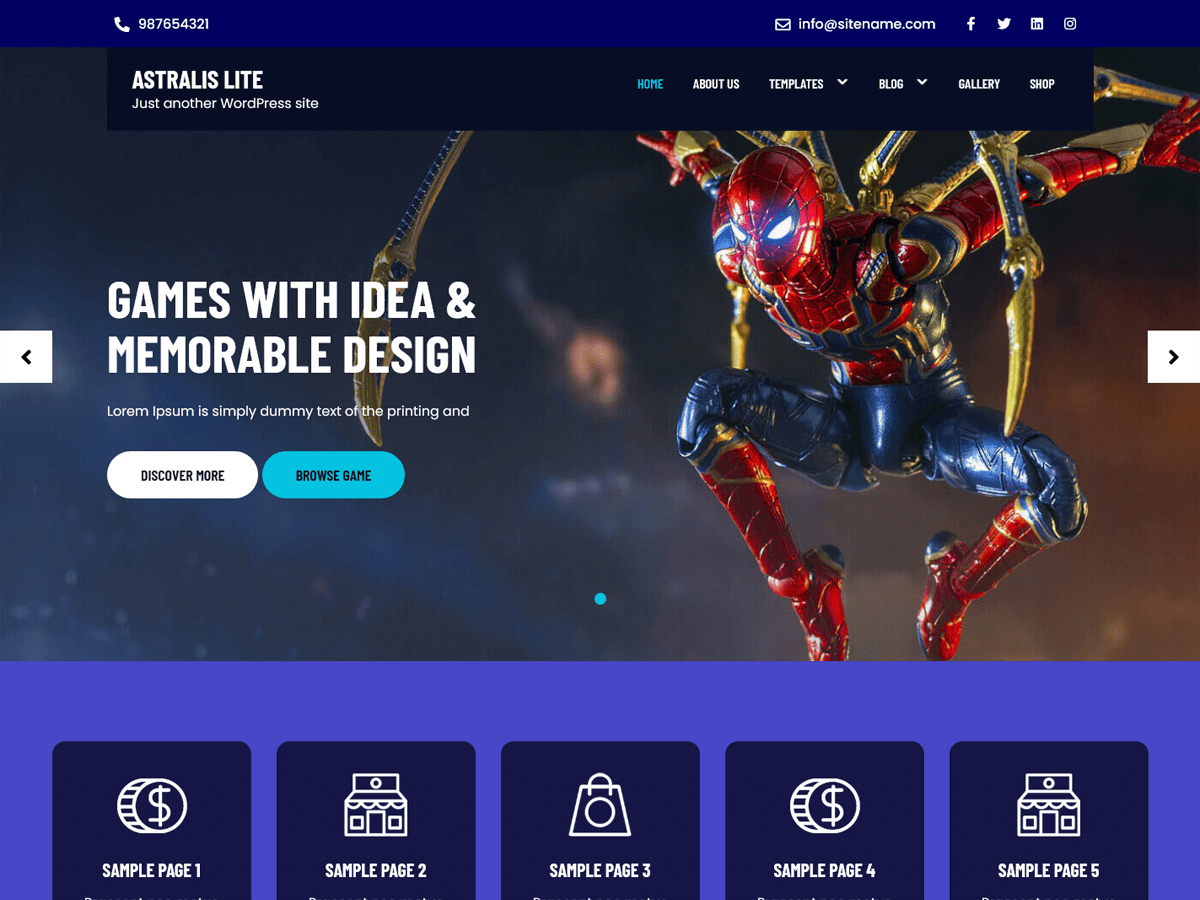 987654321
info@sitename.com
ASTRALIS LITE
Just another WordPress site
HOME ABOUT US TEMPLATES BLOG GALLERY SHOP
GAMES WITH IDEA &
MEMORABLE DESIGN
Lorem Ipsum is simply dummy text of the printing and
DISCOVER MORE BROWSE GAME
SAMPLE PAGE 1 SAMPLE PAGE 2 SAMPLE PAGE 3 SAMPLE PAGE 4 SAMPLE PAGE 5